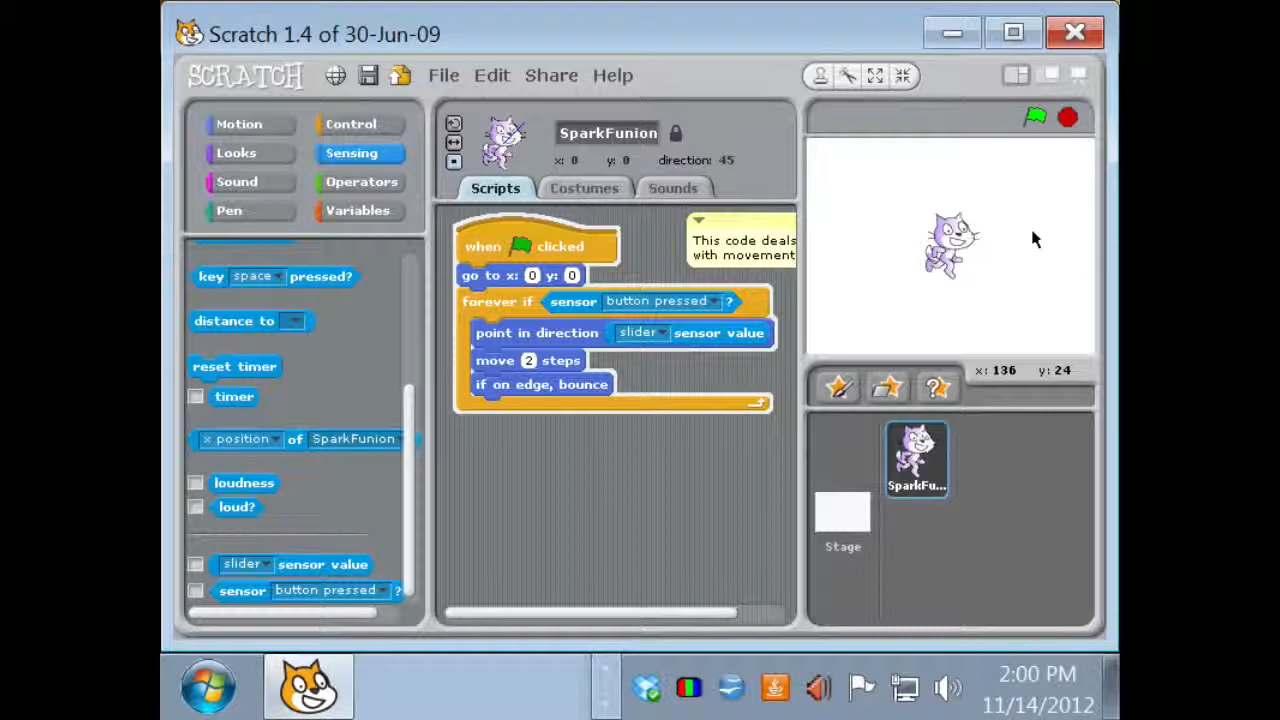 Scratch 1.4 of 30-Jun-09
SCRATCH File Edit Share Help
Motion Control
Looks Sensing
Sound Operators
Pen Variables
key space pressed?
distance to
reset timer
timer
x position of SparkFunion
loudness
loud?
slider sensor value
sensor button pressed ?
SparkFunion
x: 0 y: 0 direction: 45
Scripts Costumes Sounds
when clicked
go to x: 0 y: 0
forever if sensor button pressed ?
point in direction slider sensor value
move 2 steps
if on edge, bounce
This code deals
with movement
x: 136 y: 24
SparkFu...
Stage
2:00 PM
11/14/2012